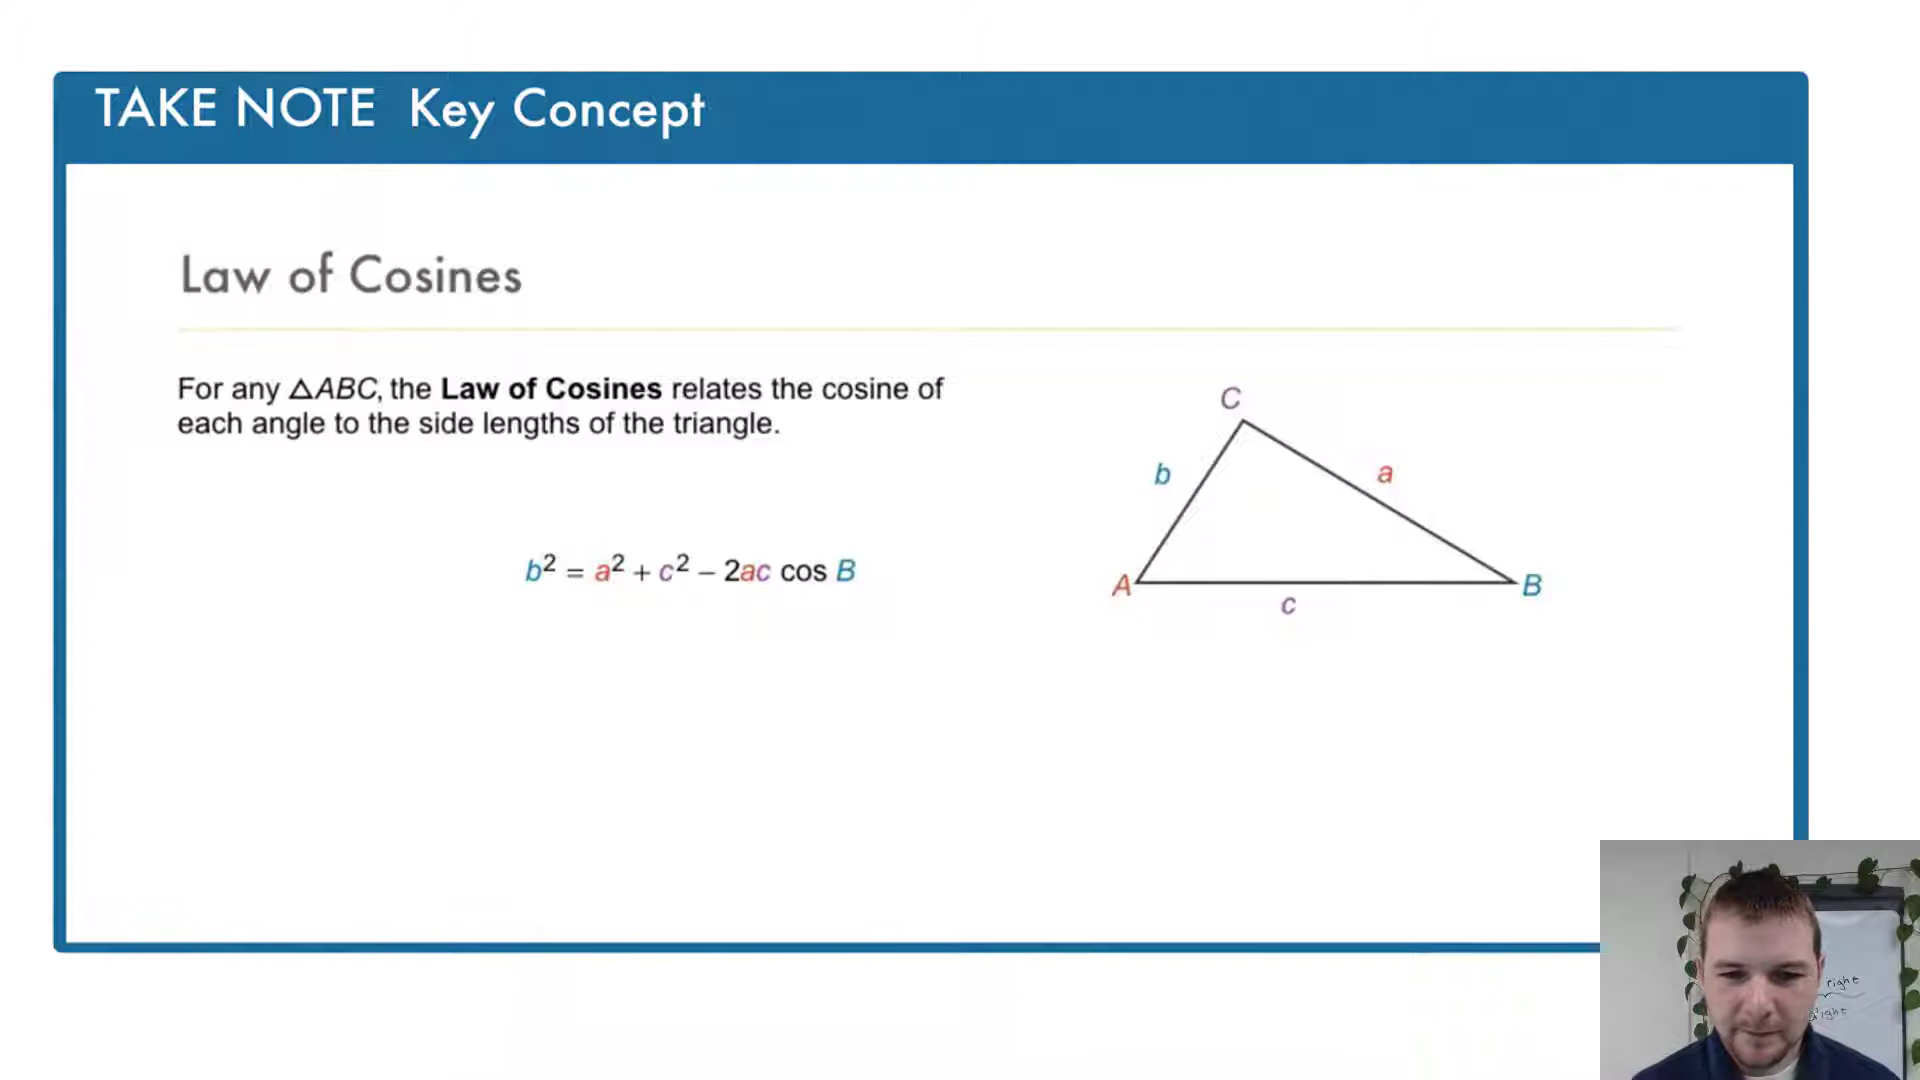 TAKE NOTE Key Concept
Law of Cosines
For any △ABC, the Law of Cosines relates the cosine of
each angle to the side lengths of the triangle.
b² = a² + c² – 2ac cos B
C
b
a
A
B
c
right